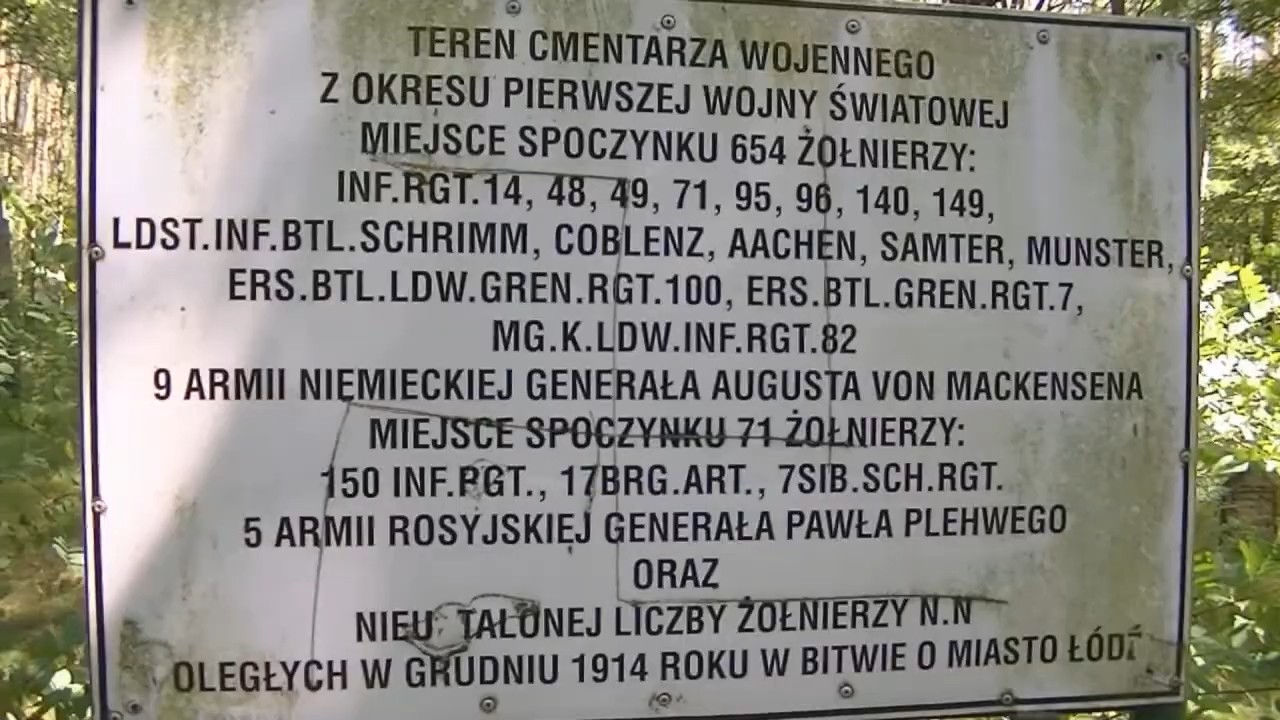 TEREN CMENTARZA WOJENNEGO
Z OKRESU PIERWSZEJ WOJNY ŚWIATOWEJ
MIEJSCE SPOCZYNKU 654 ŻOŁNIERZY:
INF.RGT.14, 48, 49, 71, 95, 96, 140, 149,
LDST.INF.BTL.SCHRIMM, COBLENZ, AACHEN, SAMTER, MUNSTER,
ERS.BTL.LDW.GREN.RGT.100, ERS.BTL.GREN.RGT.7,
MG.K.LDW.INF.RGT.82
9 ARMII NIEMIECKIEJ GENERAŁA AUGUSTA VON MACKENSENA
MIEJSCE SPOCZYNKU 71 ŻOŁNIERZY:
150 INF.RGT., 17BRG.ART., 7SIB.SCH.RGT.
5 ARMII ROSYJSKIEJ GENERAŁA PAWŁA PLEHWEGO
ORAZ
NIEU TALONEJ LICZBY ŻOŁNIERZY N.N
OLEGŁYCH W GRUDNIU 1914 ROKU W BITWIE O MIASTO ŁÓDŹ